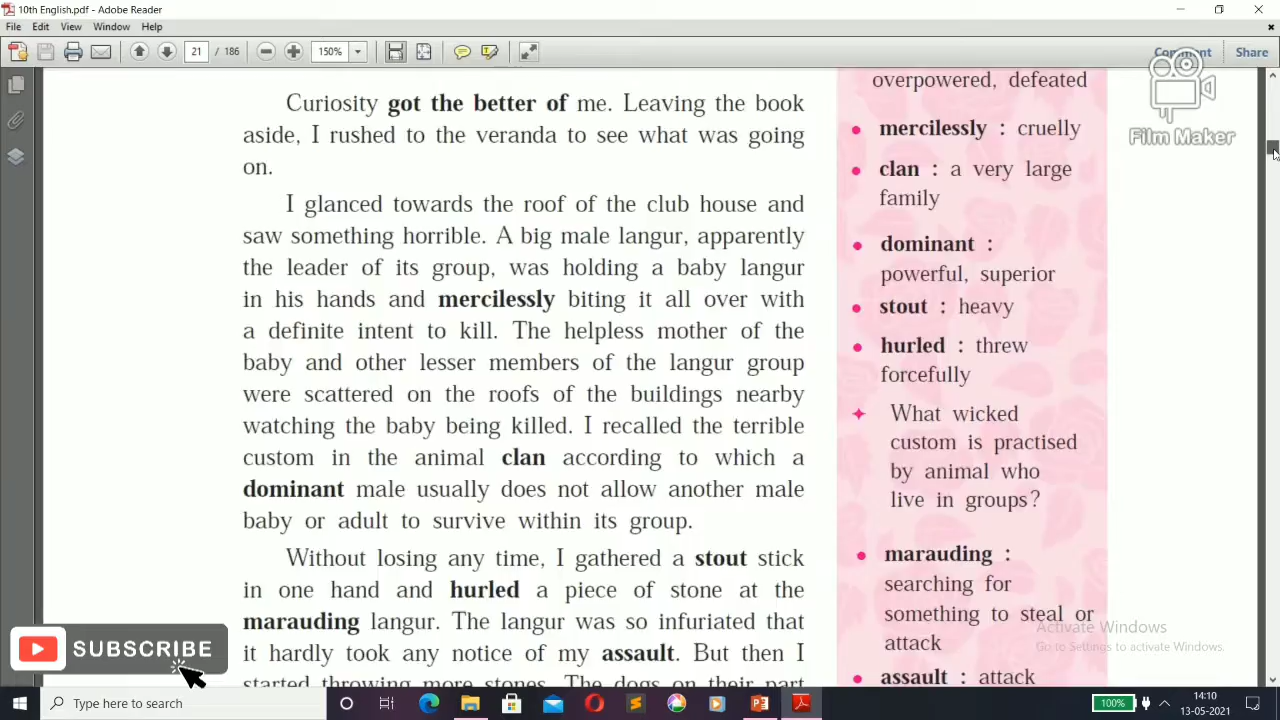 10th English.pdf - Adobe Reader
File Edit View Window Help
21 / 186 150% Comment Share
Curiosity got the better of me. Leaving the book
aside, I rushed to the veranda to see what was going
on.
I glanced towards the roof of the club house and
saw something horrible. A big male langur, apparently
the leader of its group, was holding a baby langur
in his hands and mercilessly biting it all over with
a definite intent to kill. The helpless mother of the
baby and other lesser members of the langur group
were scattered on the roofs of the buildings nearby
watching the baby being killed. I recalled the terrible
custom in the animal clan according to which a
dominant male usually does not allow another male
baby or adult to survive within its group.
Without losing any time, I gathered a stout stick
in one hand and hurled a piece of stone at the
marauding langur. The langur was so infuriated that
it hardly took any notice of my assault. But then I
started throwing more stones. The dogs on their part
overpowered, defeated
mercilessly : cruelly
clan : a very large
family
dominant :
powerful, superior
stout : heavy
hurled : threw
forcefully
What wicked
custom is practised
by animal who
live in groups?
marauding :
searching for
something to steal or
attack
assault : attack
Film Maker
SUBSCRIBE
Activate Windows
Go to Settings to activate Windows.
Type here to search
100%
14:10
13-05-2021